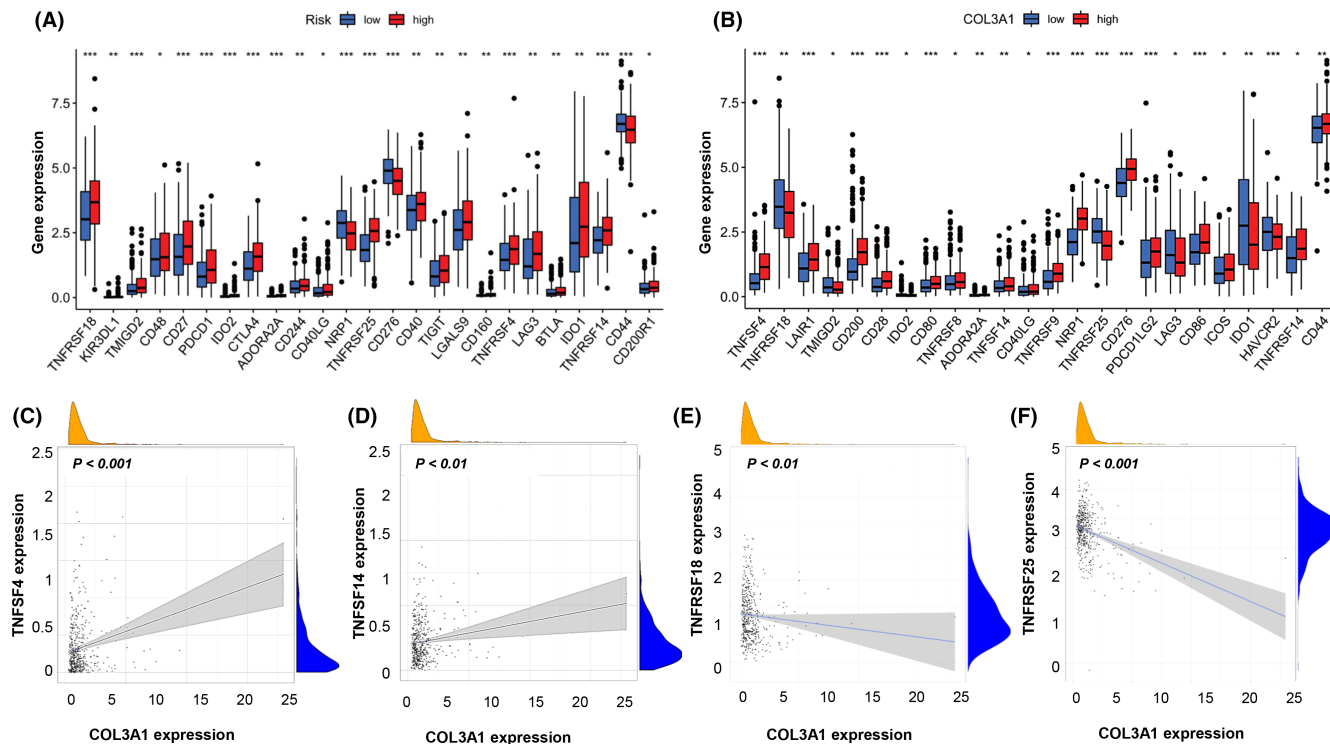 (A)
Risk low high
*** ** *** * *** *** *** *** *** ** * *** *** *** *** ** ** ** *** *** ** ** *** *** *
Gene expression
7.5
5.0
2.5
0.0
TNFRSF18 KIR3DL1 TMIGD2 CD48 CD27 PDCD1 IDO2 CTLA4 ADORA2A CD244 CD40LG NRP1 TNFRSF25 CD276 CD40 TIGIT LGALS9 CD160 TNFRSF4 LAG3 BTLA IDO1 TNFRSF14 CD44 CD200R1
(B)
COL3A1 low high
*** ** *** * *** *** * *** * ** ** * *** *** *** *** *** * *** * ** *** * **
Gene expression
7.5
5.0
2.5
0.0
TNFSF4 TNFRSF18 LAIR1 TMIGD2 CD200 CD28 IDO2 CD80 TNFRSF8 ADORA2A TNFSF14 CD40LG TNFRSF9 NRP1 TNFRSF25 CD276 PDCD1LG2 LAG3 CD86 ICOS IDO1 HAVCR2 TNFRSF14 CD44
(C)
P < 0.001
TNFSF4 expression
2.5
2
1.5
1
0.5
0
0 5 10 15 20 25
COL3A1 expression
(D)
P < 0.01
TNFSF14 expression
2.5
2
1.5
1
0.5
0
0 5 10 15 20 25
COL3A1 expression
(E)
P < 0.01
TNFRSF18 expression
5
4
3
2
1
0
0 5 10 15 20 25
COL3A1 expression
(F)
P < 0.001
TNFRSF25 expression
5
4
3
2
1
0
0 5 10 15 20 25
COL3A1 expression